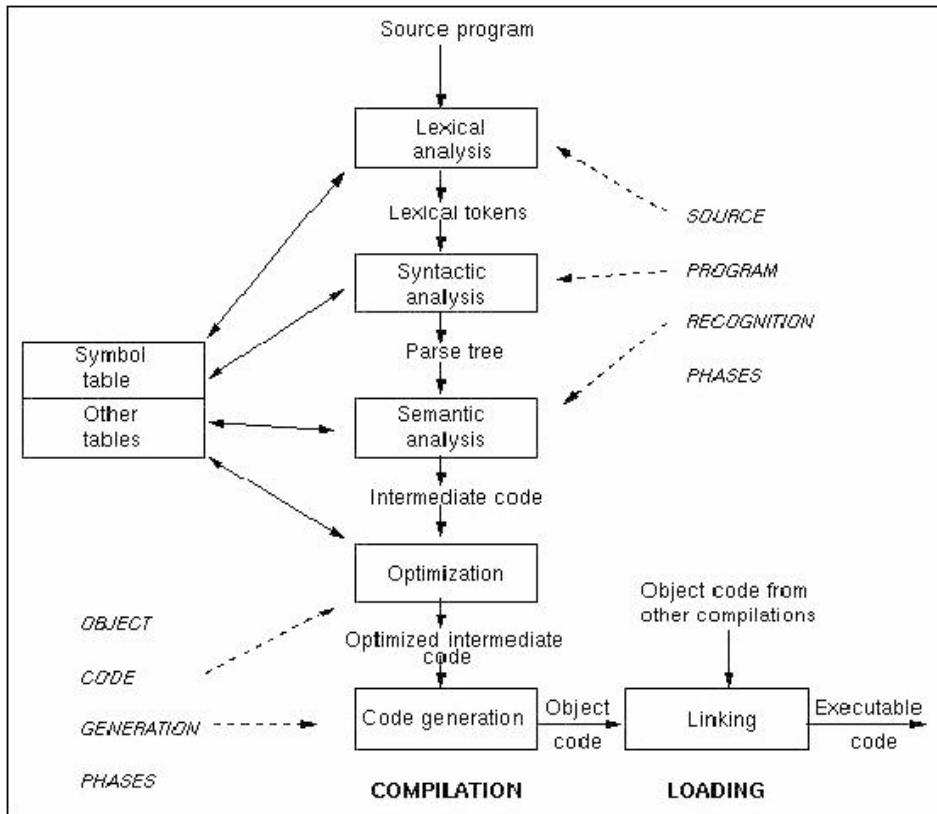 Source program
Lexical
analysis
Lexical tokens
SOURCE
Syntactic
analysis
PROGRAM
RECOGNITION
PHASES
Parse tree
Symbol
table
Other
tables
Semantic
analysis
Intermediate code
Optimization
Object code from
other compilations
OBJECT
CODE
GENERATION
PHASES
Optimized intermediate
code
Code generation
Object
code
Linking
Executable
code
COMPILATION
LOADING